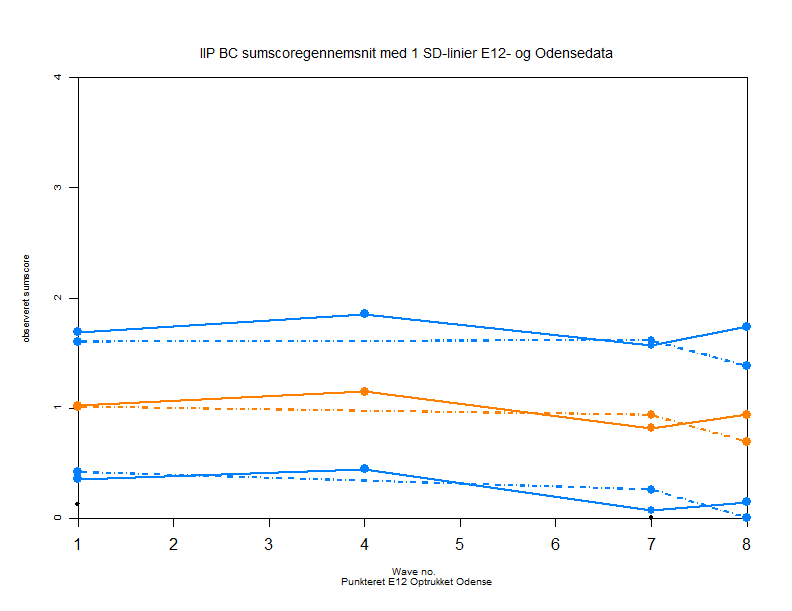 IIP BC sumscoregennemsnit med 1 SD-linier E12- og Odensedata
4
3
2
1
0
observeret sumscore
1 2 3 4 5 6 7 8
Wave no.
Punkteret E12 Optrukket Odense